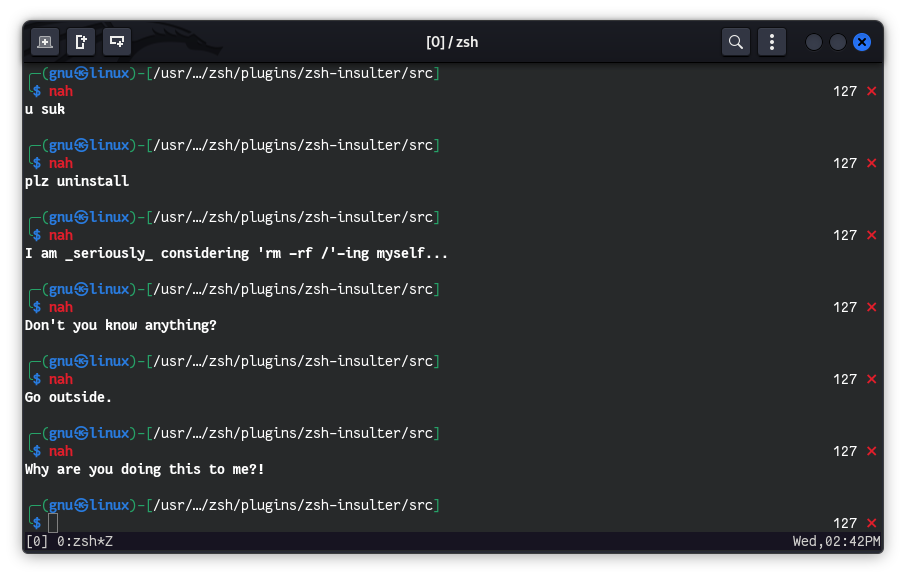 [0] / zsh
┌─(gnu㉿linux)-[/usr/…/zsh/plugins/zsh-insulter/src]
└$ nah 127 ✕
u suk
┌─(gnu㉿linux)-[/usr/…/zsh/plugins/zsh-insulter/src]
└$ nah 127 ✕
plz uninstall
┌─(gnu㉿linux)-[/usr/…/zsh/plugins/zsh-insulter/src]
└$ nah 127 ✕
I am _seriously_ considering 'rm -rf /'-ing myself...
┌─(gnu㉿linux)-[/usr/…/zsh/plugins/zsh-insulter/src]
└$ nah 127 ✕
Don't you know anything?
┌─(gnu㉿linux)-[/usr/…/zsh/plugins/zsh-insulter/src]
└$ nah 127 ✕
Go outside.
┌─(gnu㉿linux)-[/usr/…/zsh/plugins/zsh-insulter/src]
└$ nah 127 ✕
Why are you doing this to me?!
┌─(gnu㉿linux)-[/usr/…/zsh/plugins/zsh-insulter/src]
└$ 127 ✕
[0] 0:zsh*Z Wed,02:42PM